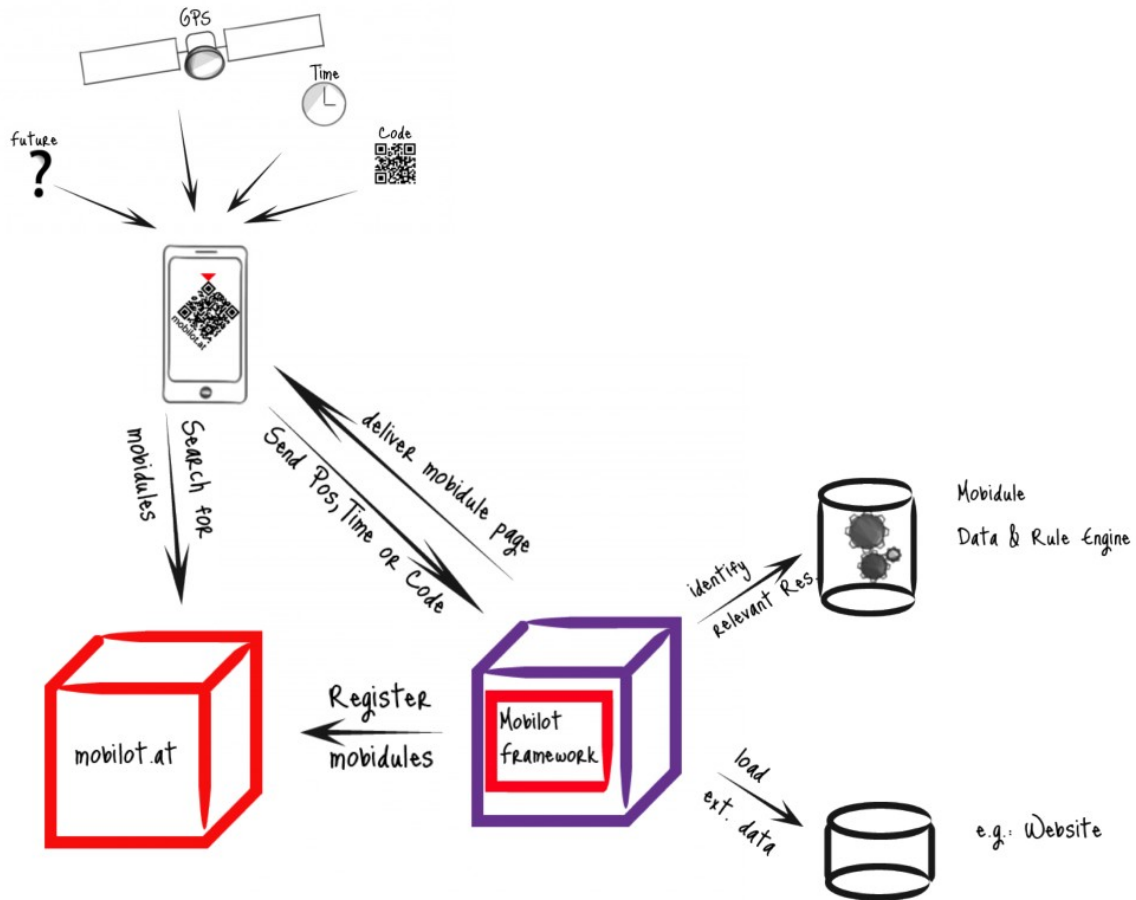 GPS
Time
Code
future
?
mobilot.at
Search for
mobidules
Send Pos, Time or Code
deliver mobidule page
Mobidule
Data & Rule Engine
identify
relevant Res.
Register
mobidules
mobilot.at
Mobilot
framework
load
ext. data
e.g.: Website